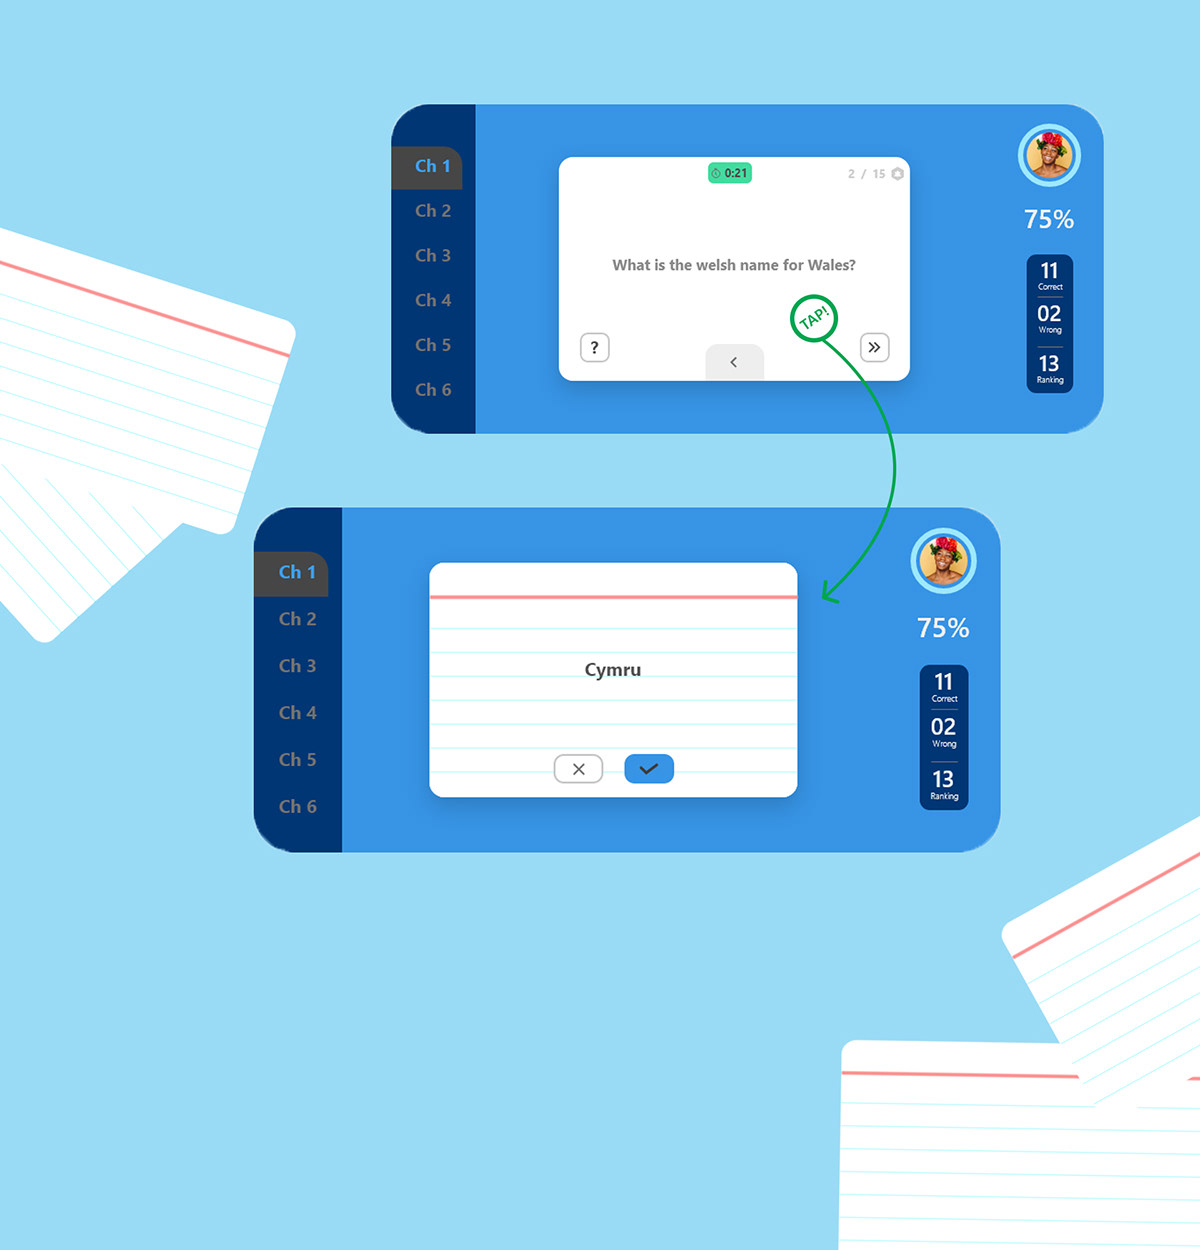 Ch 1
Ch 2
Ch 3
Ch 4
Ch 5
Ch 6
0:21
2 / 15
What is the welsh name for Wales?
TAP!
?
75%
11
Correct
02
Wrong
13
Ranking
Ch 1
Ch 2
Ch 3
Ch 4
Ch 5
Ch 6
Cymru
75%
11
Correct
02
Wrong
13
Ranking